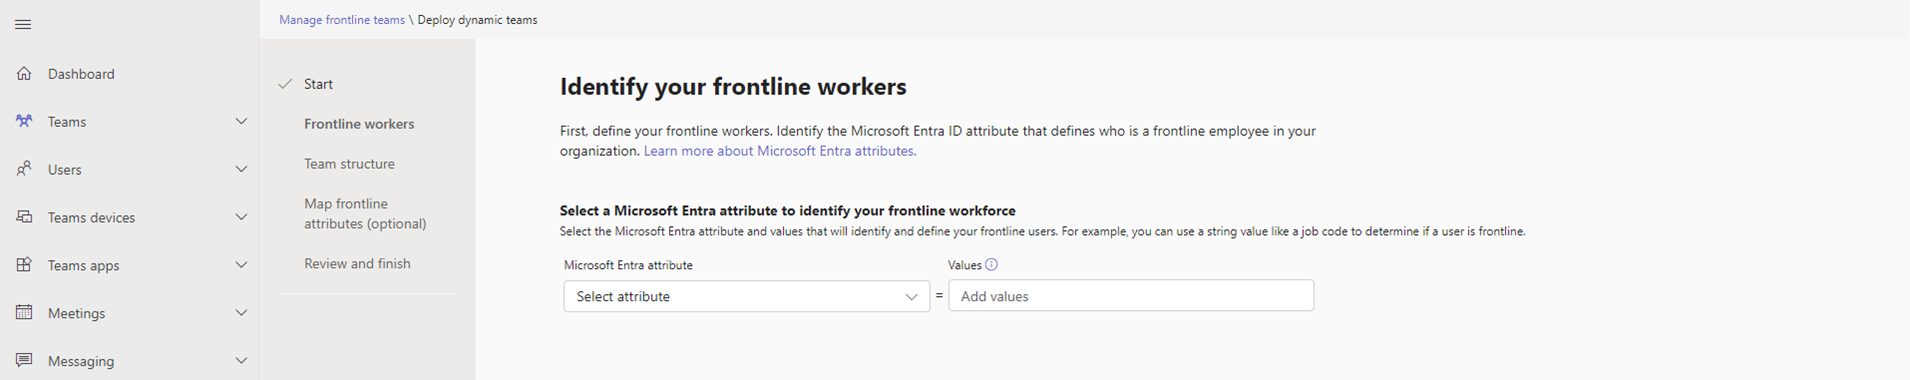 Manage frontline teams \ Deploy dynamic teams
Dashboard
Teams
Users
Teams devices
Teams apps
Meetings
Messaging
Start
Frontline workers
Team structure
Map frontline
attributes (optional)
Review and finish
Identify your frontline workers
First, define your frontline workers. Identify the Microsoft Entra ID attribute that defines who is a frontline employee in your
organization. Learn more about Microsoft Entra attributes.
Select a Microsoft Entra attribute to identify your frontline workforce
Select the Microsoft Entra attribute and values that will identify and define your frontline users. For example, you can use a string value like a job code to determine if a user is frontline.
Microsoft Entra attribute Values
Select attribute = Add values